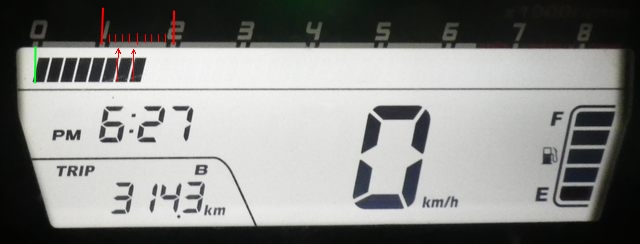 0 1 2 3 4 5 6 7 8
PM 6:27
0 km/h
F
E
TRIP B
314.3 km